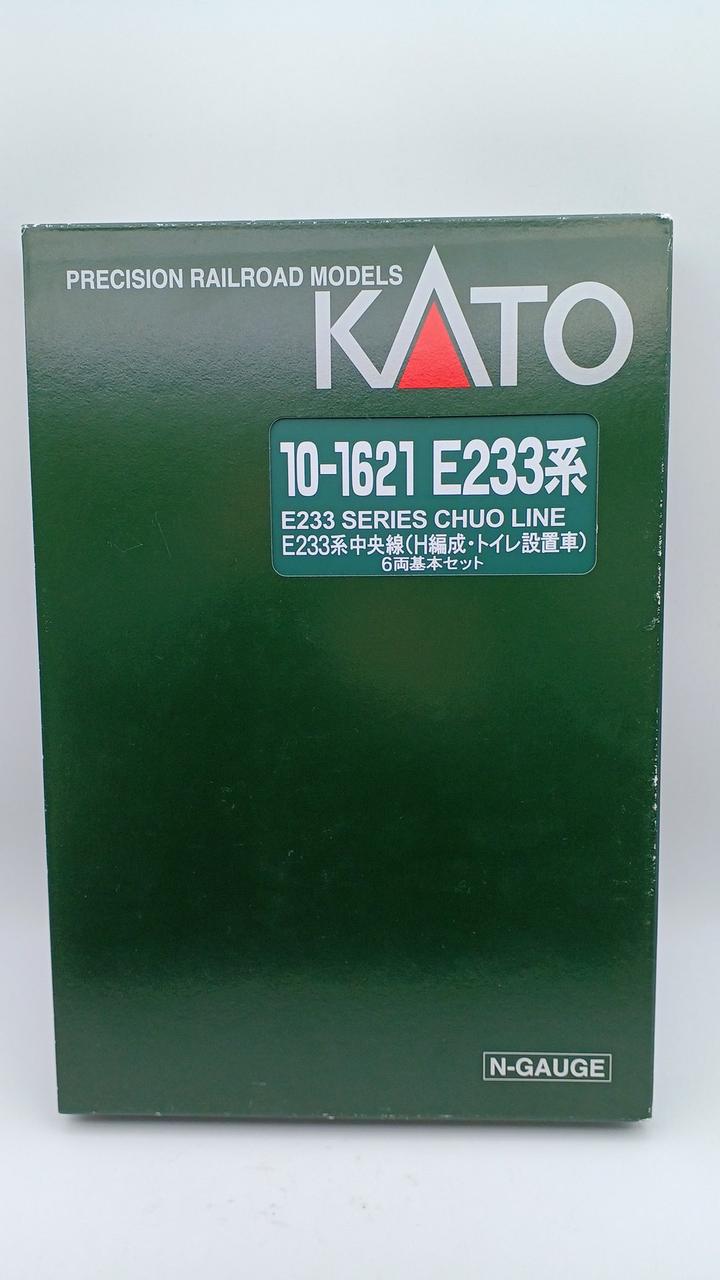 PRECISION RAILROAD MODELS
KATO
10-1621 E233系
E233 SERIES CHUO LINE
E233系中央線(H編成・トイレ設置車)
6両基本セット
N-GAUGE